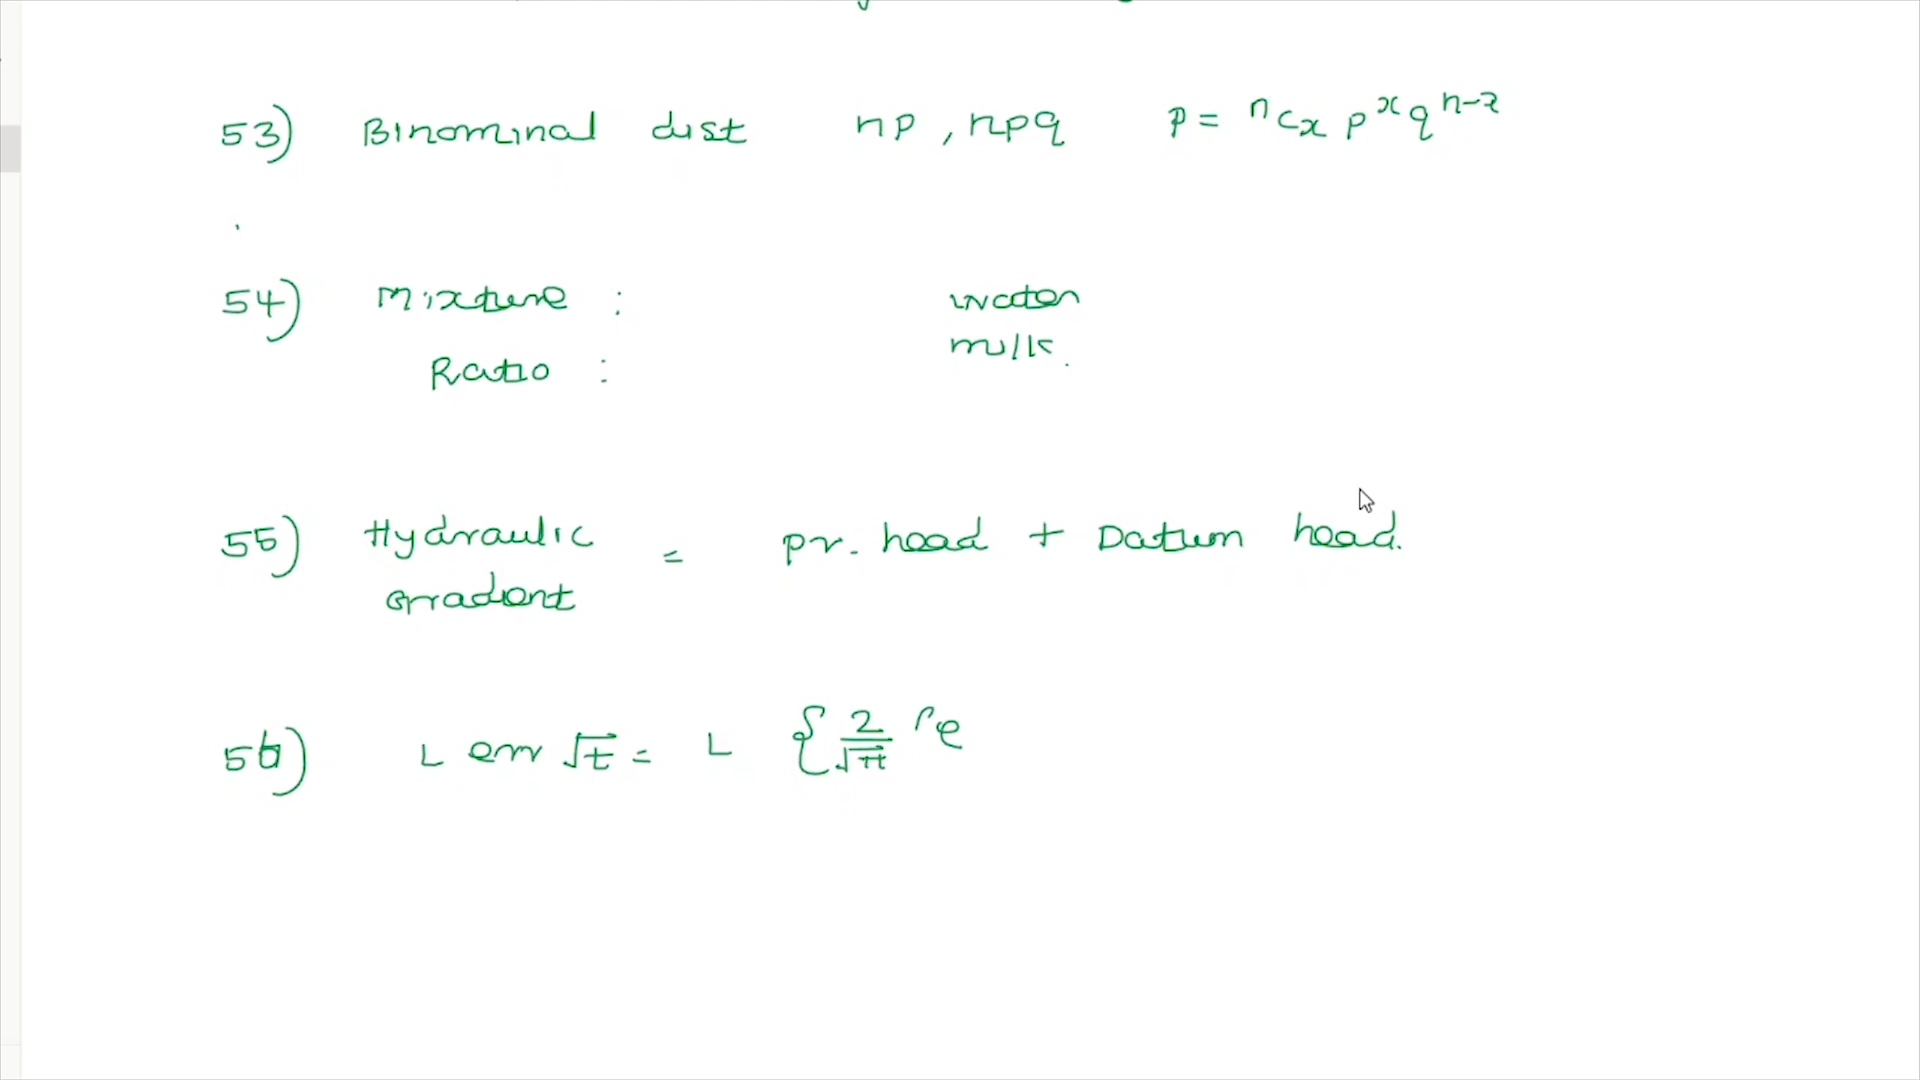 53) Binominal dist np, npq p = ⁿCₓ pˣ qⁿ⁻ˣ
54) Mixture : water
Ratio : milk.
55) Hydraulic = pr. head + Datum head.
Gradient
56) L err √t = L { 2/√π ∫e